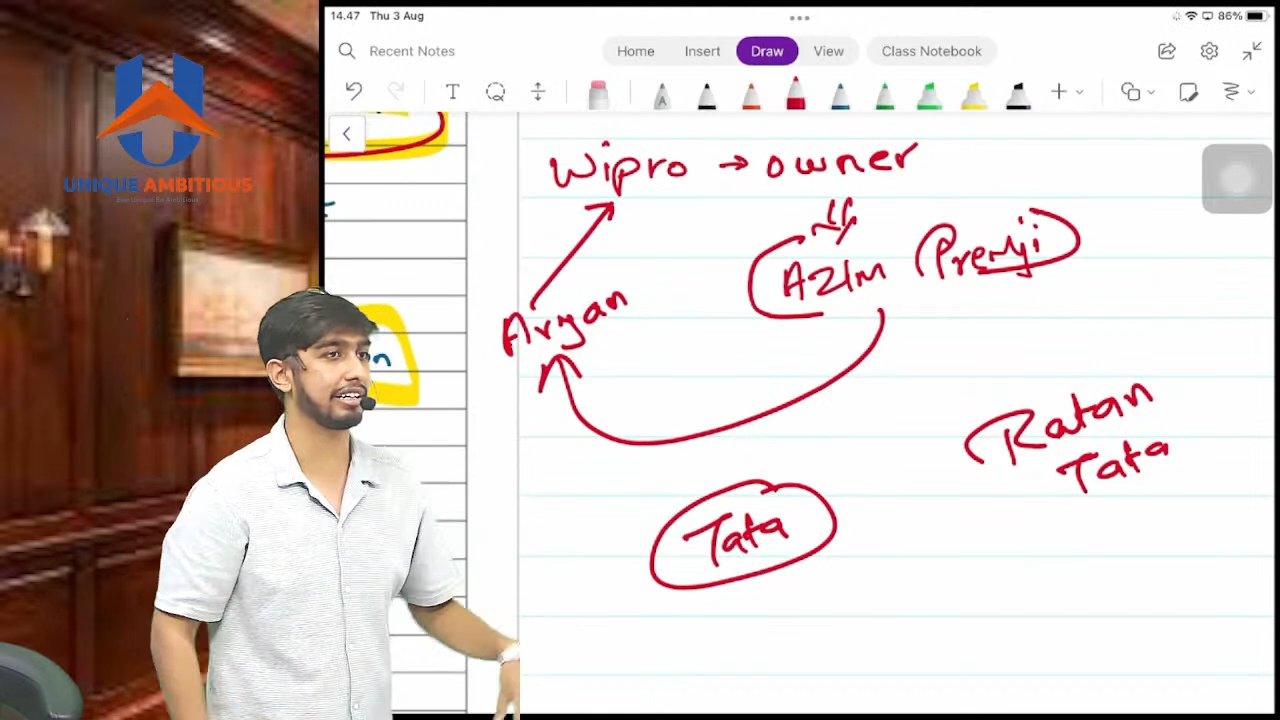 14.47 Thu 3 Aug
86%
Recent Notes
Home Insert Draw View Class Notebook
T
A
UNIQUE AMBITIOUS
Wipro → owner
Azim (Premji)
Aryan
n
Ratan
Tata
Tata